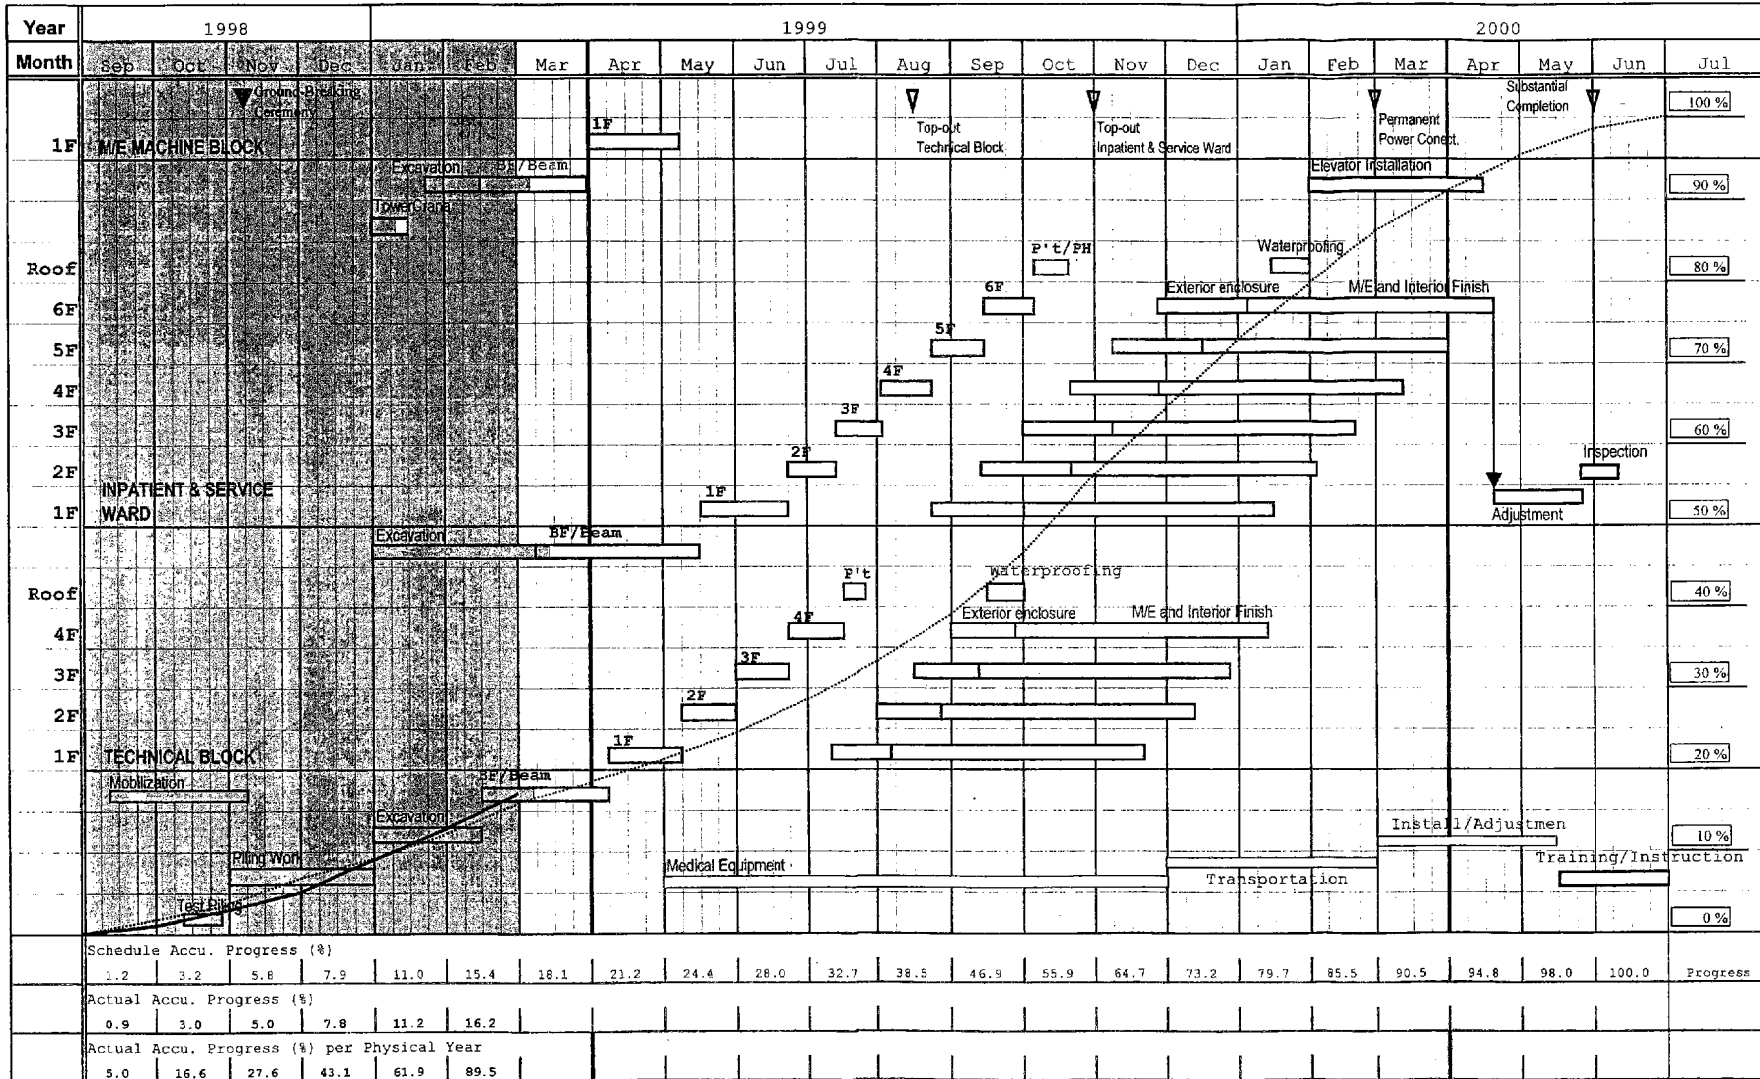 Year 1998 1999 2000
Month Sep Oct Nov Dec Jan Feb Mar Apr May Jun Jul Aug Sep Oct Nov Dec Jan Feb Mar Apr May Jun Jul
Ground-Breaking
Ceremony
Top-out
Technical Block
Top-out
Inpatient & Service Ward
Permanent
Power Conect.
Substantial
Completion
100 %
1F M/E MACHINE BLOCK 1F
Excavation BF/Beam Elevator Installation 90 %
TowerCrane
Roof P't/PH Waterproofing 80 %
6F 6F Exterior enclosure M/E and Interior Finish
5F 5F 70 %
4F 4F
3F 3F 60 %
2F 2F Inspection
INPATIENT & SERVICE
WARD
1F 1F Adjustment 50 %
Excavation BF/Beam
Roof P't Waterproofing 40 %
4F 4F Exterior enclosure M/E and Interior Finish
3F 3F 30 %
2F 2F
1F TECHNICAL BLOCK 1F 20 %
Mobilization BF/Beam
Excavation Install/Adjustmen 10 %
Piling Work Medical Equipment Transportation Training/Instruction
Test Piling 0 %
Schedule Accu. Progress (%)
1.2 3.2 5.8 7.9 11.0 15.4 18.1 21.2 24.4 28.0 32.7 38.5 46.9 55.9 64.7 73.2 79.7 85.5 90.5 94.8 98.0 100.0 Progress
Actual Accu. Progress (%)
0.9 3.0 5.0 7.8 11.2 16.2
Actual Accu. Progress (%) per Physical Year
5.0 16.6 27.6 43.1 61.9 89.5